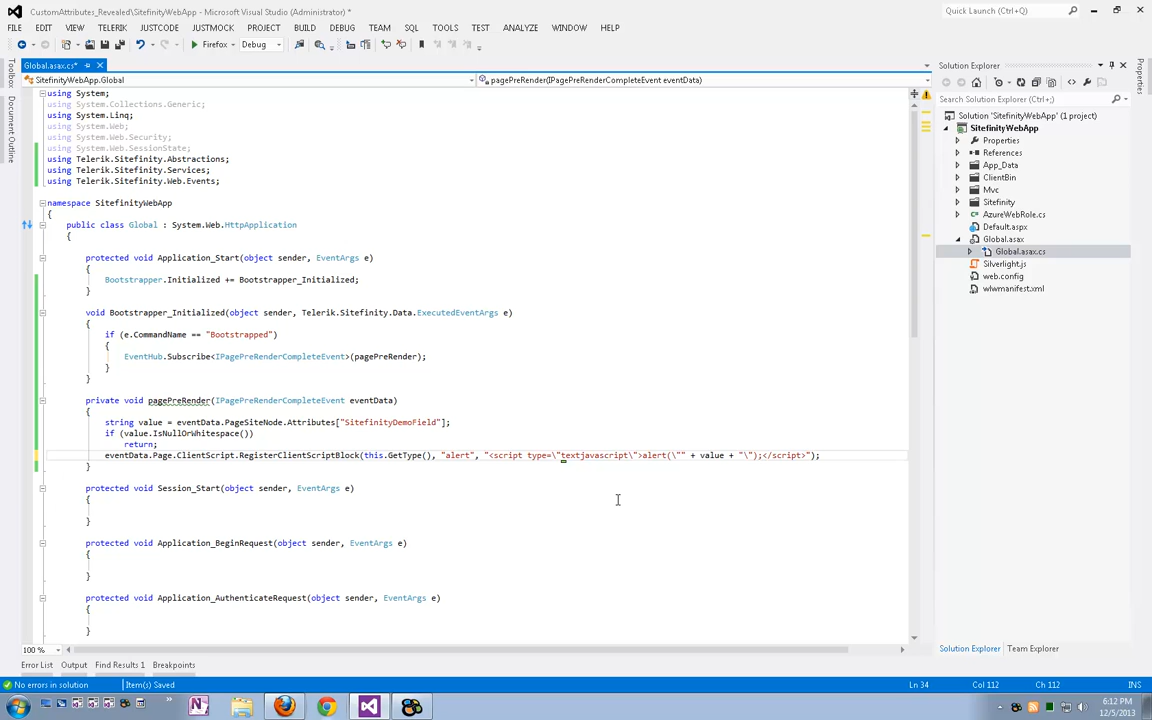 CustomAttributes_Revealed\SitefinityWebApp - Microsoft Visual Studio (Administrator) *
Quick Launch (Ctrl+Q)
FILE EDIT VIEW TELERIK JUSTCODE JUSTMOCK PROJECT BUILD DEBUG TEAM SQL TOOLS TEST ANALYZE WINDOW HELP
Firefox Debug
Global.asax.cs*
SitefinityWebApp.Global
pagePreRender(IPagePreRenderCompleteEvent eventData)
Toolbox
Document Outline
using System;
using System.Collections.Generic;
using System.Linq;
using System.Web;
using System.Web.Security;
using System.Web.SessionState;
using Telerik.Sitefinity.Abstractions;
using Telerik.Sitefinity.Services;
using Telerik.Sitefinity.Web.Events;
namespace SitefinityWebApp
{
public class Global : System.Web.HttpApplication
{
protected void Application_Start(object sender, EventArgs e)
{
Bootstrapper.Initialized += Bootstrapper_Initialized;
}
void Bootstrapper_Initialized(object sender, Telerik.Sitefinity.Data.ExecutedEventArgs e)
{
if (e.CommandName == "Bootstrapped")
{
EventHub.Subscribe<IPagePreRenderCompleteEvent>(pagePreRender);
}
}
private void pagePreRender(IPagePreRenderCompleteEvent eventData)
{
string value = eventData.PageSiteNode.Attributes["SitefinityDemoField"];
if (value.IsNullOrWhitespace())
return;
eventData.Page.ClientScript.RegisterClientScriptBlock(this.GetType(), "alert", "<script type=\"textjavascript\">alert(\"" + value + "\");</script>");
}
protected void Session_Start(object sender, EventArgs e)
{
}
protected void Application_BeginRequest(object sender, EventArgs e)
{
}
protected void Application_AuthenticateRequest(object sender, EventArgs e)
{
}
100 %
Error List Output Find Results 1 Breakpoints
Solution Explorer
Search Solution Explorer (Ctrl+;)
Solution 'SitefinityWebApp' (1 project)
SitefinityWebApp
Properties
References
App_Data
ClientBin
Mvc
Sitefinity
AzureWebRole.cs
Default.aspx
Global.asax
Global.asax.cs
Silverlight.js
web.config
wlwmanifest.xml
Solution Explorer Team Explorer
Properties
No errors in solution Item(s) Saved Ln 34 Col 112 Ch 112 INS
6:12 PM
12/5/2013